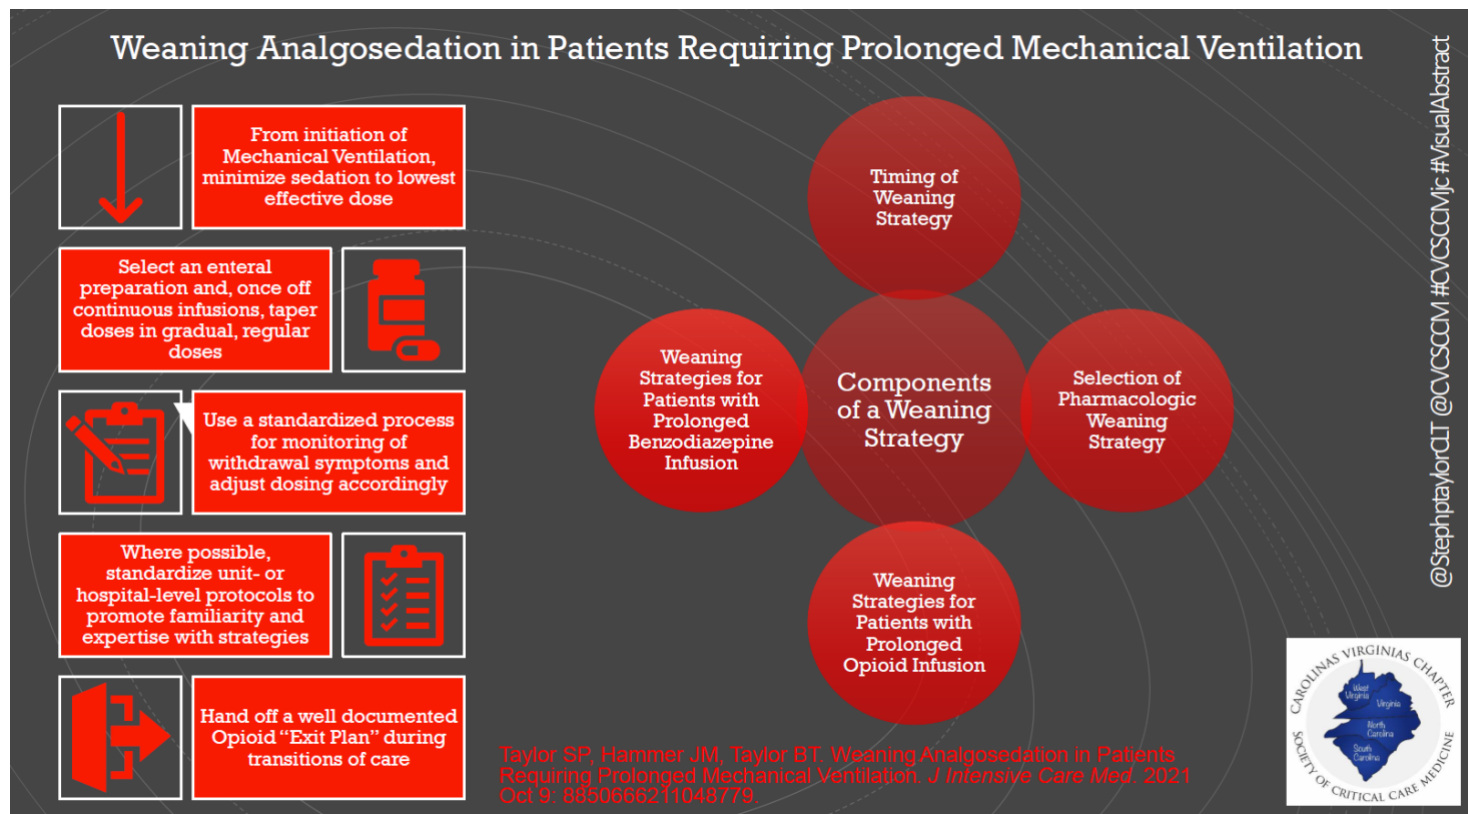 Weaning Analgosedation in Patients Requiring Prolonged Mechanical Ventilation
From initiation of
Mechanical Ventilation,
minimize sedation to lowest
effective dose
Select an enteral
preparation and, once off
continuous infusions, taper
doses in gradual, regular
doses
Use a standardized process
for monitoring of
withdrawal symptoms and
adjust dosing accordingly
Where possible,
standardize unit- or
hospital-level protocols to
promote familiarity and
expertise with strategies
Hand off a well documented
Opioid “Exit Plan” during
transitions of care
Timing of
Weaning
Strategy
Weaning
Strategies for
Patients with
Prolonged
Benzodiazepine
Infusion
Components
of a Weaning
Strategy
Selection of
Pharmacologic
Weaning
Strategy
Weaning
Strategies for
Patients with
Prolonged
Opioid Infusion
Taylor SP, Hammer JM, Taylor BT. Weaning Analgosedation in Patients
Requiring Prolonged Mechanical Ventilation. J Intensive Care Med. 2021
Oct 9: 8850666211048779.
@StephptaylorCLT @CVCSCCM #CVCSCCMjc #VisualAbstract
CAROLINAS VIRGINIAS CHAPTER
West
Virginia
Virginia
North
Carolina
South
Carolina
SOCIETY OF CRITICAL CARE MEDICINE